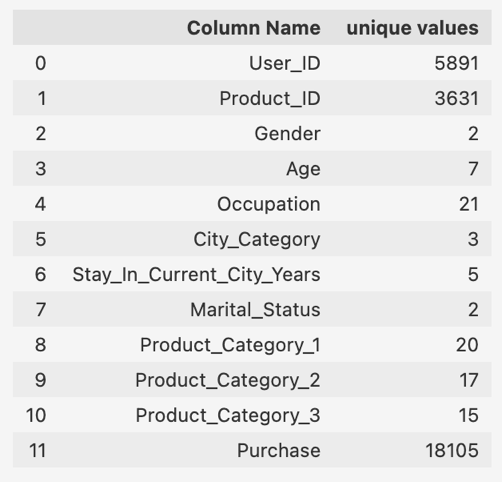 Column Name unique values
0 User_ID 5891
1 Product_ID 3631
2 Gender 2
3 Age 7
4 Occupation 21
5 City_Category 3
6 Stay_In_Current_City_Years 5
7 Marital_Status 2
8 Product_Category_1 20
9 Product_Category_2 17
10 Product_Category_3 15
11 Purchase 18105